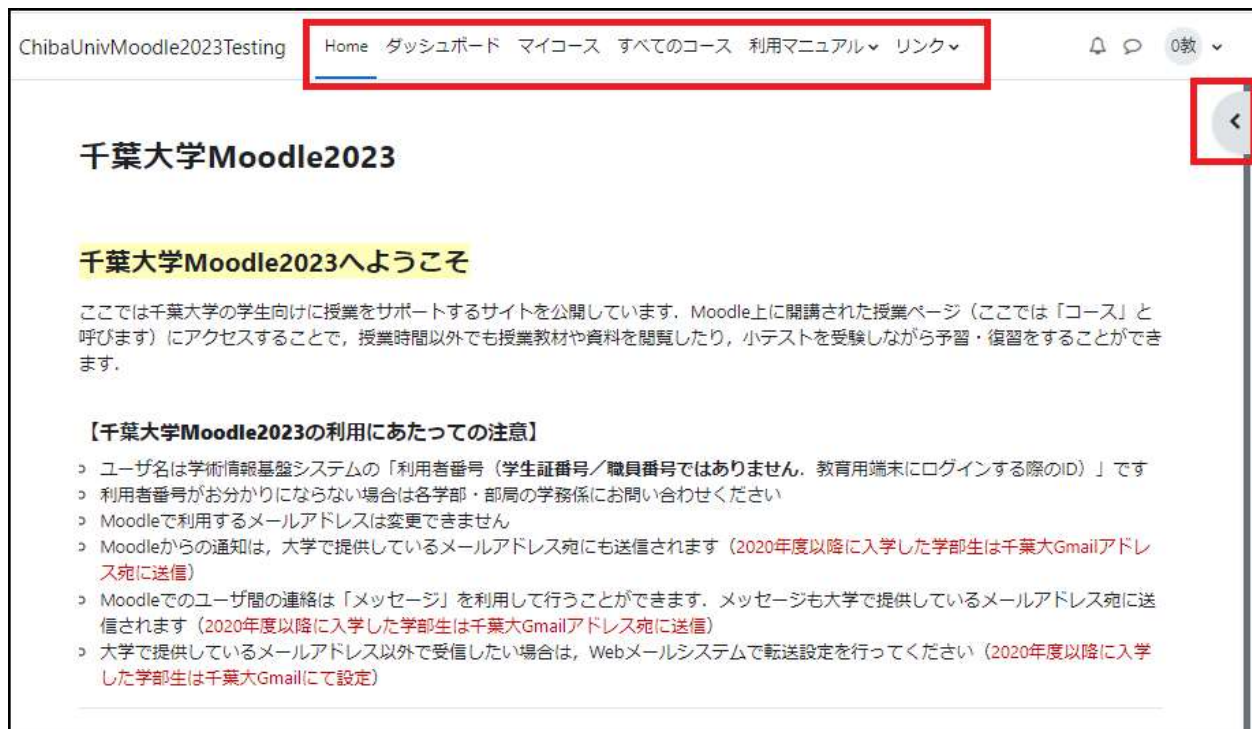 ChibaUnivMoodle2023Testing Home ダッシュボード マイコース すべてのコース 利用マニュアル リンク 0教
千葉大学Moodle2023
千葉大学Moodle2023へようこそ
ここでは千葉大学の学生向けに授業をサポートするサイトを公開しています．Moodle上に開講された授業ページ（ここでは「コース」と
呼びます）にアクセスすることで，授業時間以外でも授業教材や資料を閲覧したり，小テストを受験しながら予習・復習をすることができ
ます．
【千葉大学Moodle2023の利用にあたっての注意】
ユーザ名は学術情報基盤システムの「利用者番号（学生証番号／職員番号ではありません．教育用端末にログインする際のID）」です
利用者番号がお分かりにならない場合は各学部・部局の学務係にお問い合わせください
Moodleで利用するメールアドレスは変更できません
Moodleからの通知は，大学で提供しているメールアドレス宛にも送信されます（2020年度以降に入学した学部生は千葉大Gmailアドレ
ス宛に送信）
Moodleでのユーザ間の連絡は「メッセージ」を利用して行うことができます．メッセージも大学で提供しているメールアドレス宛に送
信されます（2020年度以降に入学した学部生は千葉大Gmailアドレス宛に送信）
大学で提供しているメールアドレス以外で受信したい場合は，Webメールシステムで転送設定を行ってください（2020年度以降に入学
した学部生は千葉大Gmailにて設定）